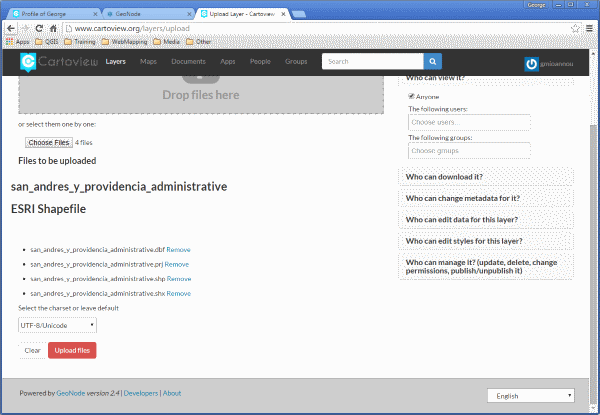 George
Profile of George
GeoNode
Upload Layer - Cartoview
www.cartoview.org/layers/upload
Apps
QGIS
Training
WebMapping
Media
Other
Cartoview
Layers
Maps
Documents
Apps
People
Groups
Search
gmioannou
Drop files here
or select them one by one:
Choose Files 4 files
Files to be uploaded
san_andres_y_providencia_administrative
ESRI Shapefile
san_andres_y_providencia_administrative.dbf Remove
san_andres_y_providencia_administrative.prj Remove
san_andres_y_providencia_administrative.shp Remove
san_andres_y_providencia_administrative.shx Remove
Select the charset or leave default
UTF-8/Unicode
Clear
Upload files
Who can view it?
Anyone
The following users:
Choose users...
The following groups:
Choose groups...
Who can download it?
Who can change metadata for it?
Who can edit data for this layer?
Who can edit styles for this layer?
Who can manage it? (update, delete, change
permissions, publish/unpublish it)
Powered by GeoNode version 2.4 | Developers | About
English